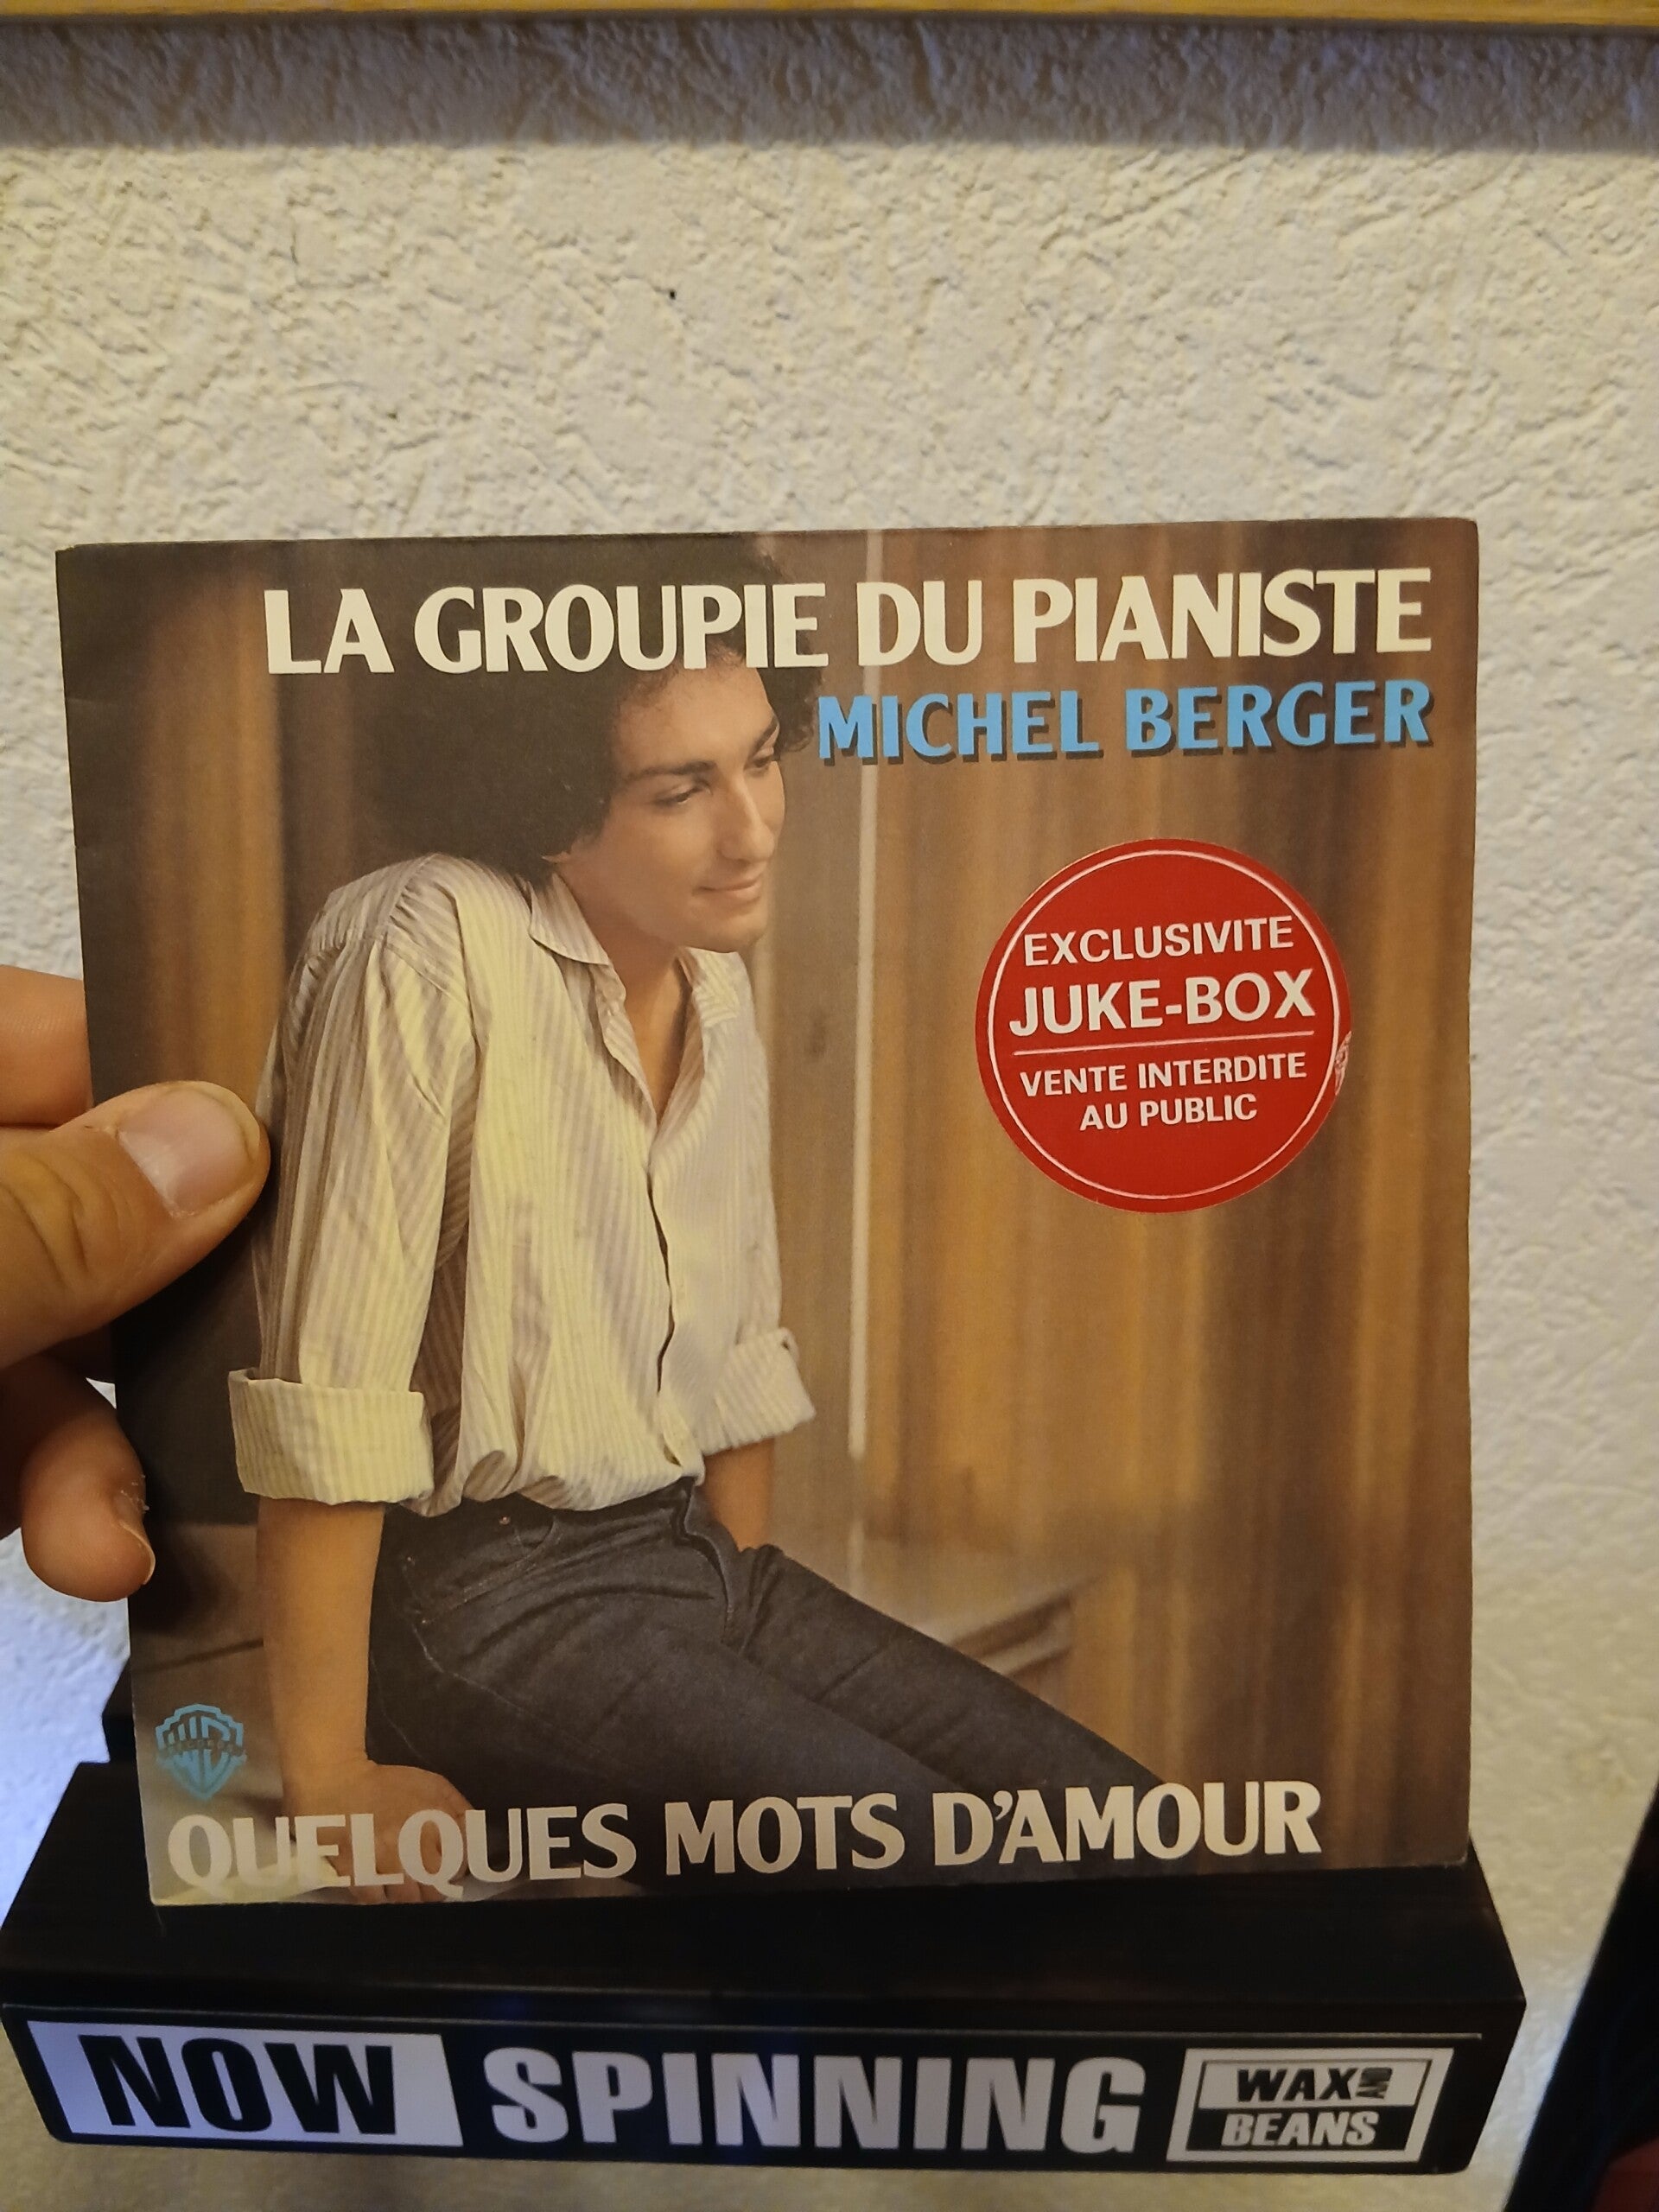 LA GROUPIE DU PIANISTE
MICHEL BERGER
EXCLUSIVITE
JUKE-BOX
VENTE INTERDITE
AU PUBLIC
QUELQUES MOTS D'AMOUR
NOW SPINNING
WAX
BEANS